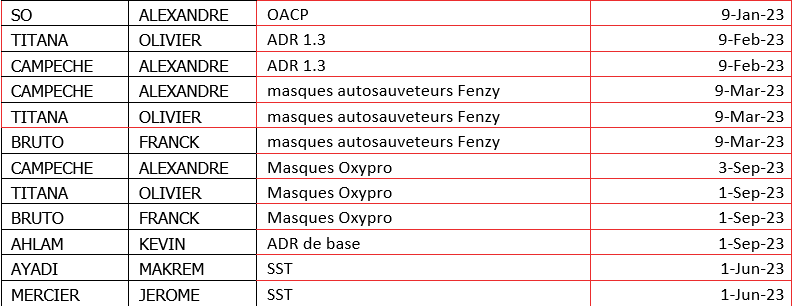 SO ALEXANDRE OACP 9-Jan-23
TITANA OLIVIER ADR 1.3 9-Feb-23
CAMPECHE ALEXANDRE ADR 1.3 9-Feb-23
CAMPECHE ALEXANDRE masques autosauveteurs Fenzy 9-Mar-23
TITANA OLIVIER masques autosauveteurs Fenzy 9-Mar-23
BRUTO FRANCK masques autosauveteurs Fenzy 9-Mar-23
CAMPECHE ALEXANDRE Masques Oxypro 3-Sep-23
TITANA OLIVIER Masques Oxypro 1-Sep-23
BRUTO FRANCK Masques Oxypro 1-Sep-23
AHLAM KEVIN ADR de base 1-Sep-23
AYADI MAKREM SST 1-Jun-23
MERCIER JEROME SST 1-Jun-23